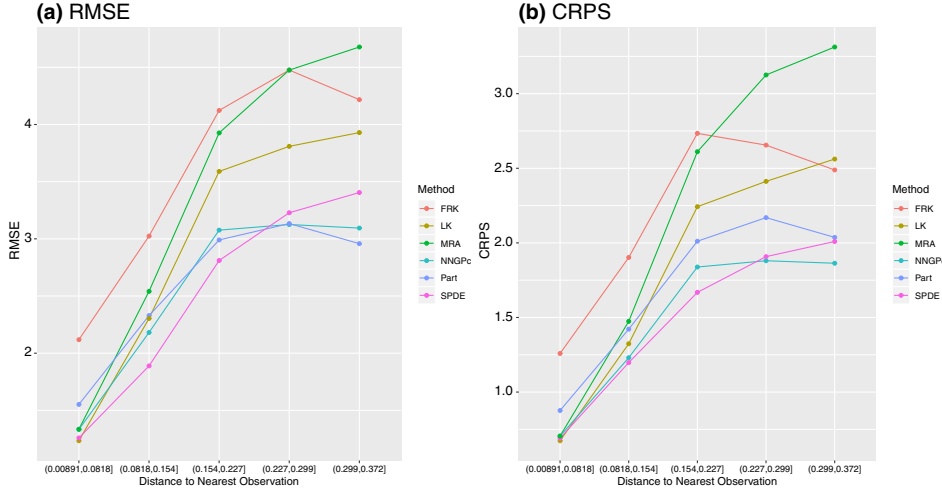 (a) RMSE
RMSE
4
3
2
(0.00891,0.0818]
(0.0818,0.154]
(0.154,0.227]
(0.227,0.299]
(0.299,0.372]
Distance to Nearest Observation
Method
FRK
LK
MRA
NNGPc
Part
SPDE
(b) CRPS
CRPS
3.0
2.5
2.0
1.5
1.0
(0.00891,0.0818]
(0.0818,0.154]
(0.154,0.227]
(0.227,0.299]
(0.299,0.372]
Distance to Nearest Observation
Method
FRK
LK
MRA
NNGPc
Part
SPDE